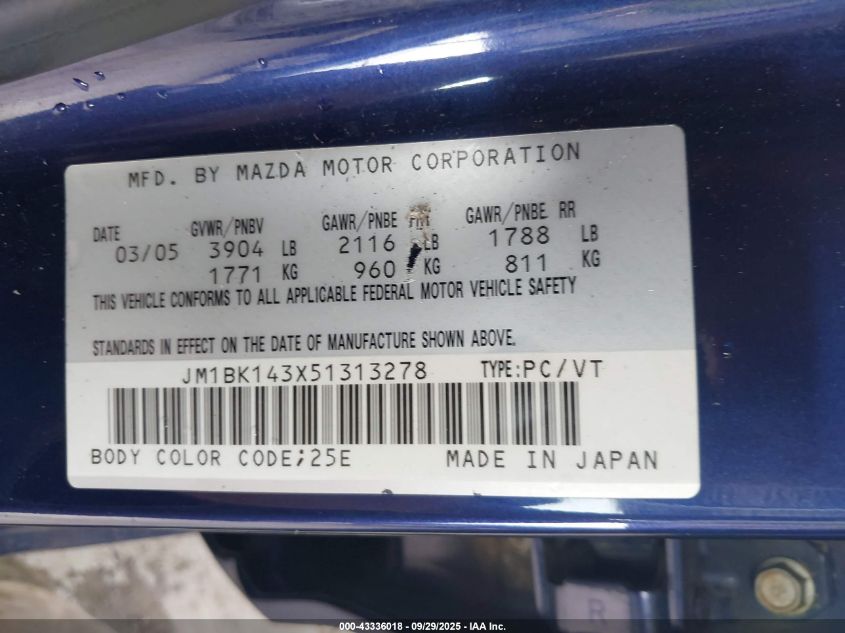 MFD. BY MAZDA MOTOR CORPORATION
DATE GVWR/PNBV GAWR/PNBE GAWR/PNBE RR
03/05 3904 LB 2116 LB 1788 LB
1771 KG 960 KG 811 KG
THIS VEHICLE CONFORMS TO ALL APPLICABLE FEDERAL MOTOR VEHICLE SAFETY
STANDARDS IN EFFECT ON THE DATE OF MANUFACTURE SHOWN ABOVE.
JM1BK143X51313278 TYPE:PC/VT
BODY COLOR CODE;25E MADE IN JAPAN
R
000-43336018 - 09/29/2025 - IAA Inc.